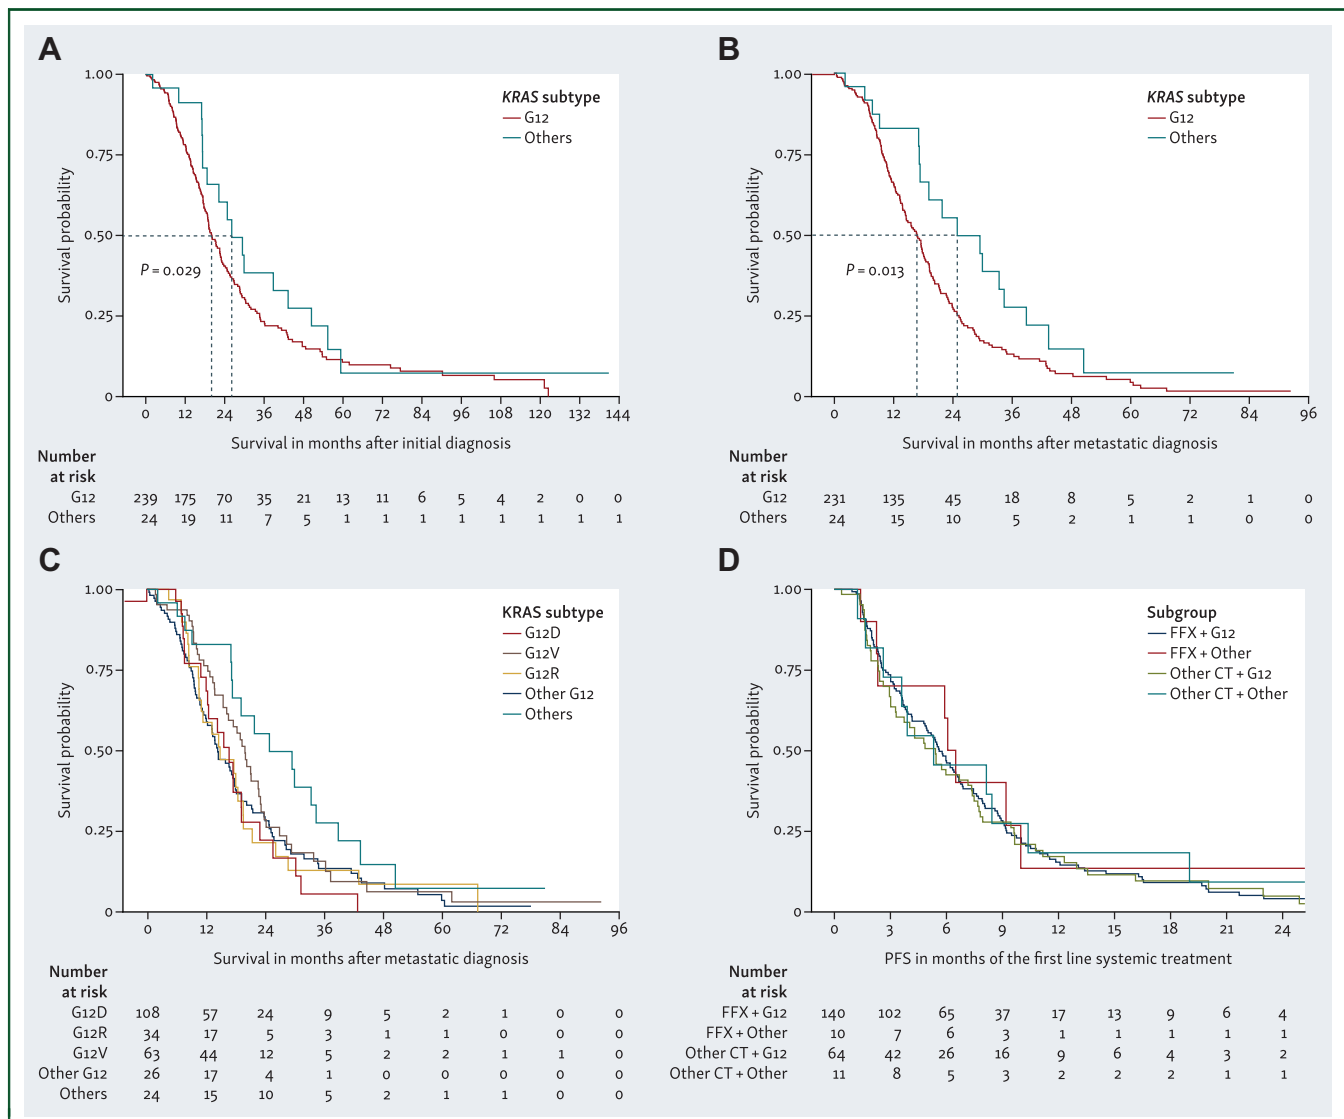 A
1.00
0.75
0.50
0.25
0
Survival probability
KRAS subtype
G12
Others
P = 0.029
0 12 24 36 48 60 72 84 96 108 120 132 144
Survival in months after initial diagnosis
Number
at risk
G12 239 175 70 35 21 13 11 6 5 4 2 0 0
Others 24 19 11 7 5 1 1 1 1 1 1 1 1
B
1.00
0.75
0.50
0.25
0
Survival probability
KRAS subtype
G12
Others
P = 0.013
0 12 24 36 48 60 72 84 96
Survival in months after metastatic diagnosis
Number
at risk
G12 231 135 45 18 8 5 2 1 0
Others 24 15 10 5 2 1 1 0 0
C
1.00
0.75
0.50
0.25
0
Survival probability
KRAS subtype
G12D
G12V
G12R
Other G12
Others
0 12 24 36 48 60 72 84 96
Survival in months after metastatic diagnosis
Number
at risk
G12D 108 57 24 9 5 2 1 0 0
G12R 34 17 5 3 1 1 0 0 0
G12V 63 44 12 5 2 2 1 1 0
Other G12 26 17 4 1 0 0 0 0 0
Others 24 15 10 5 2 1 1 0 0
D
1.00
0.75
0.50
0.25
0
Survival probability
Subgroup
FFX + G12
FFX + Other
Other CT + G12
Other CT + Other
0 3 6 9 12 15 18 21 24
PFS in months of the first line systemic treatment
Number
at risk
FFX + G12 140 102 65 37 17 13 9 6 4
FFX + Other 10 7 6 3 1 1 1 1 1
Other CT + G12 64 42 26 16 9 6 4 3 2
Other CT + Other 11 8 5 3 2 2 2 1 1